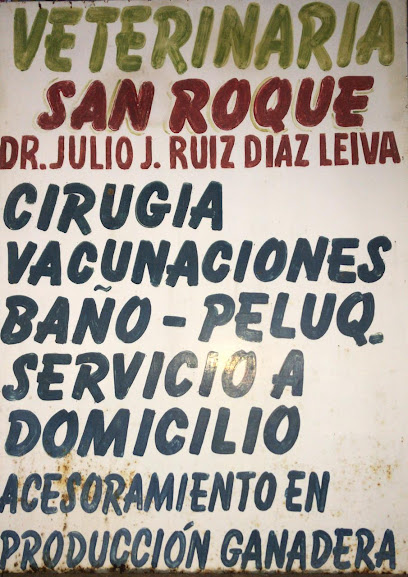 VETERINARIA
SAN ROQUE
DR. JULIO J. RUIZ DIAZ LEIVA
CIRUGIA
VACUNACIONES
BAÑO - PELUQ.
SERVICIO A
DOMICILIO
ACESORAMIENTO EN
PRODUCCIÓN GANADERA